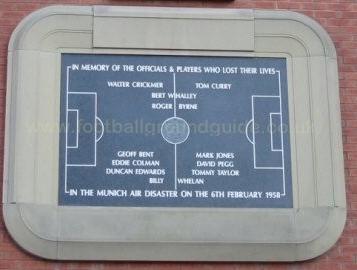 IN MEMORY OF THE OFFICIALS & PLAYERS WHO LOST THEIR LIVES
WALTER CRICKMER TOM CURRY
BERT WHALLEY
ROGER BYRNE
www.footballgroundguide.co.uk
GEOFF BENT MARK JONES
EDDIE COLMAN DAVID PEGG
DUNCAN EDWARDS TOMMY TAYLOR
BILLY WHELAN
IN THE MUNICH AIR DISASTER ON THE 6TH FEBRUARY 1958